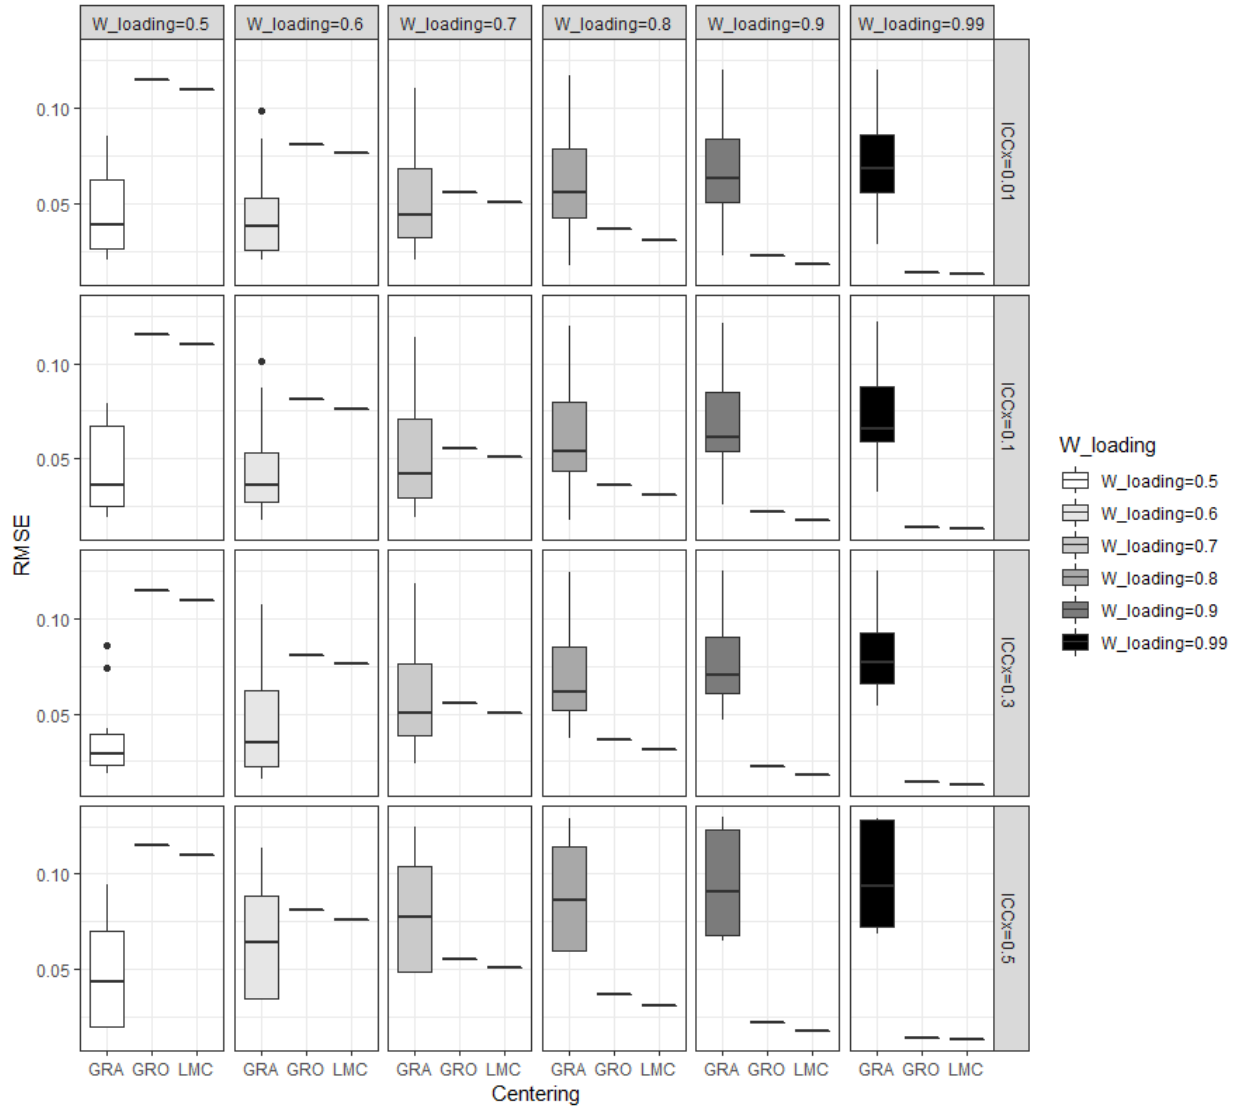 W_loading=0.5 W_loading=0.6 W_loading=0.7 W_loading=0.8 W_loading=0.9 W_loading=0.99
0.10
0.05
ICCx=0.01
0.10
0.05
ICCx=0.1
0.10
0.05
ICCx=0.3
0.10
0.05
ICCx=0.5
RMSE
GRA GRO LMC GRA GRO LMC GRA GRO LMC GRA GRO LMC GRA GRO LMC GRA GRO LMC
Centering
W_loading
W_loading=0.5
W_loading=0.6
W_loading=0.7
W_loading=0.8
W_loading=0.9
W_loading=0.99